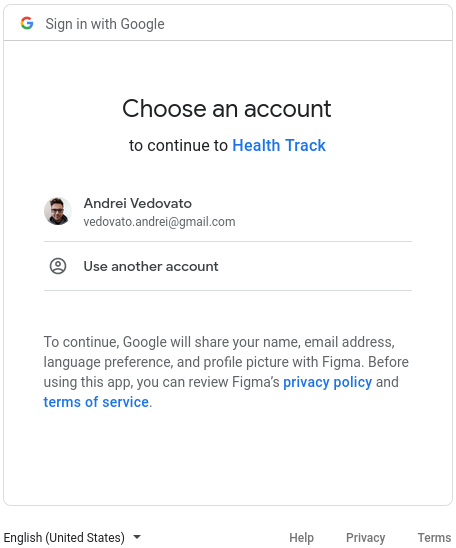 Sign in with Google
Choose an account
to continue to Health Track
Andrei Vedovato
vedovato.andrei@gmail.com
Use another account
To continue, Google will share your name, email address,
language preference, and profile picture with Figma. Before
using this app, you can review Figma’s privacy policy and
terms of service.
English (United States) Help Privacy Terms